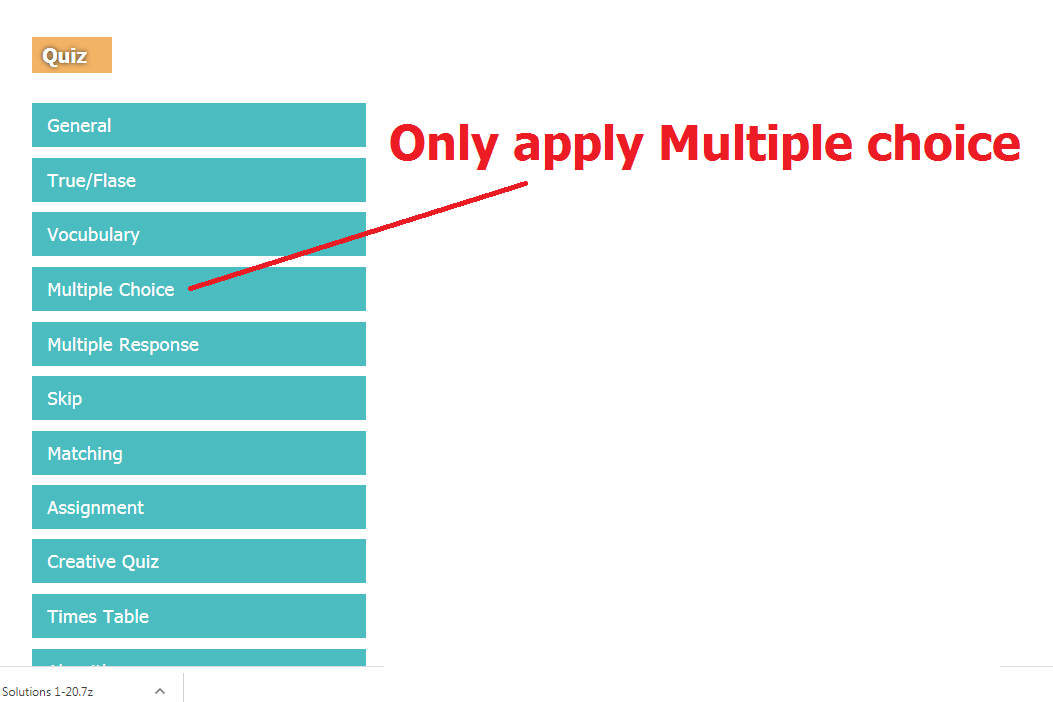 Quiz
General
Only apply Multiple choice
True/Flase
Vocubulary
Multiple Choice
Multiple Response
Skip
Matching
Assignment
Creative Quiz
Times Table
Solutions 1-20.7z